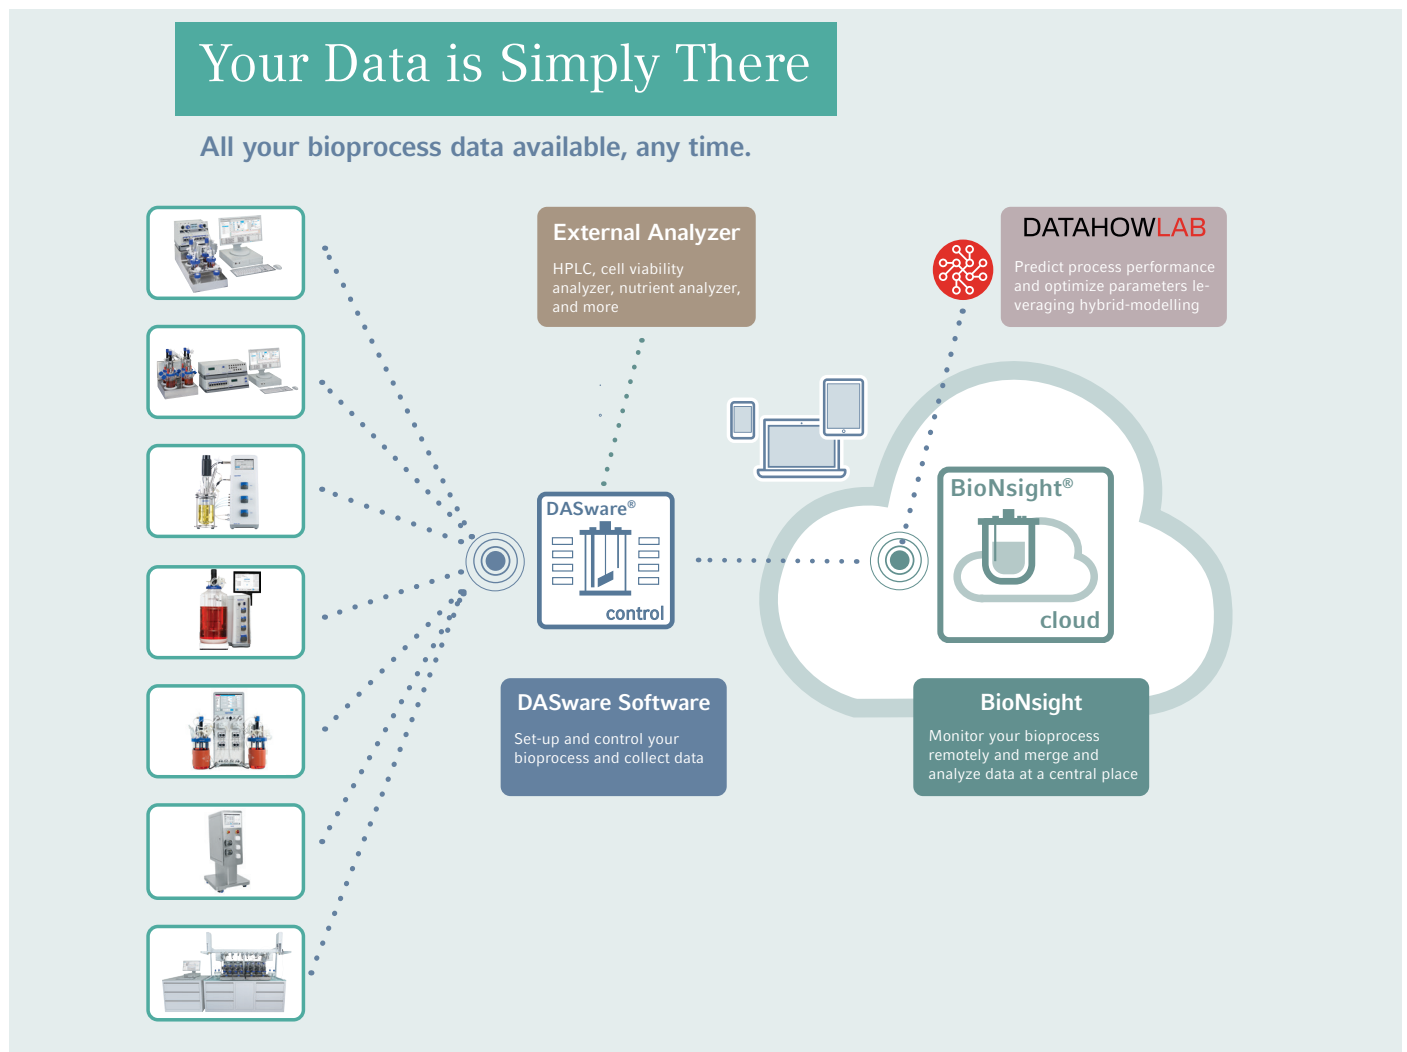 Your Data is Simply There
All your bioprocess data available, any time.
External Analyzer
HPLC, cell viability
analyzer, nutrient analyzer,
and more
DATAHOWLAB
Predict process performance
and optimize parameters le-
veraging hybrid-modelling
DASware®
control
BioNsight®
cloud
DASware Software
Set-up and control your
bioprocess and collect data
BioNsight
Monitor your bioprocess
remotely and merge and
analyze data at a central place